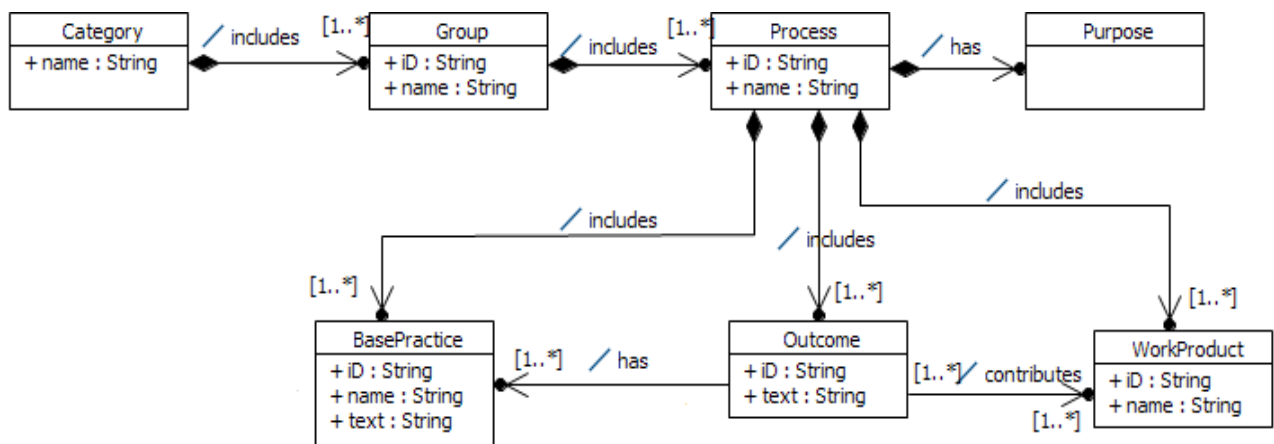 Category
+ name : String
/ includes
[1..*]
Group
+ iD : String
+ name : String
/ includes
[1..*]
Process
+ iD : String
+ name : String
/ has
Purpose
/ includes
/ includes
/ includes
[1..*]
[1..*]
[1..*]
BasePractice
+ iD : String
+ name : String
+ text : String
[1..*]
/ has
Outcome
+ iD : String
+ text : String
[1..*]
/ contributes
[1..*]
WorkProduct
+ iD : String
+ name : String